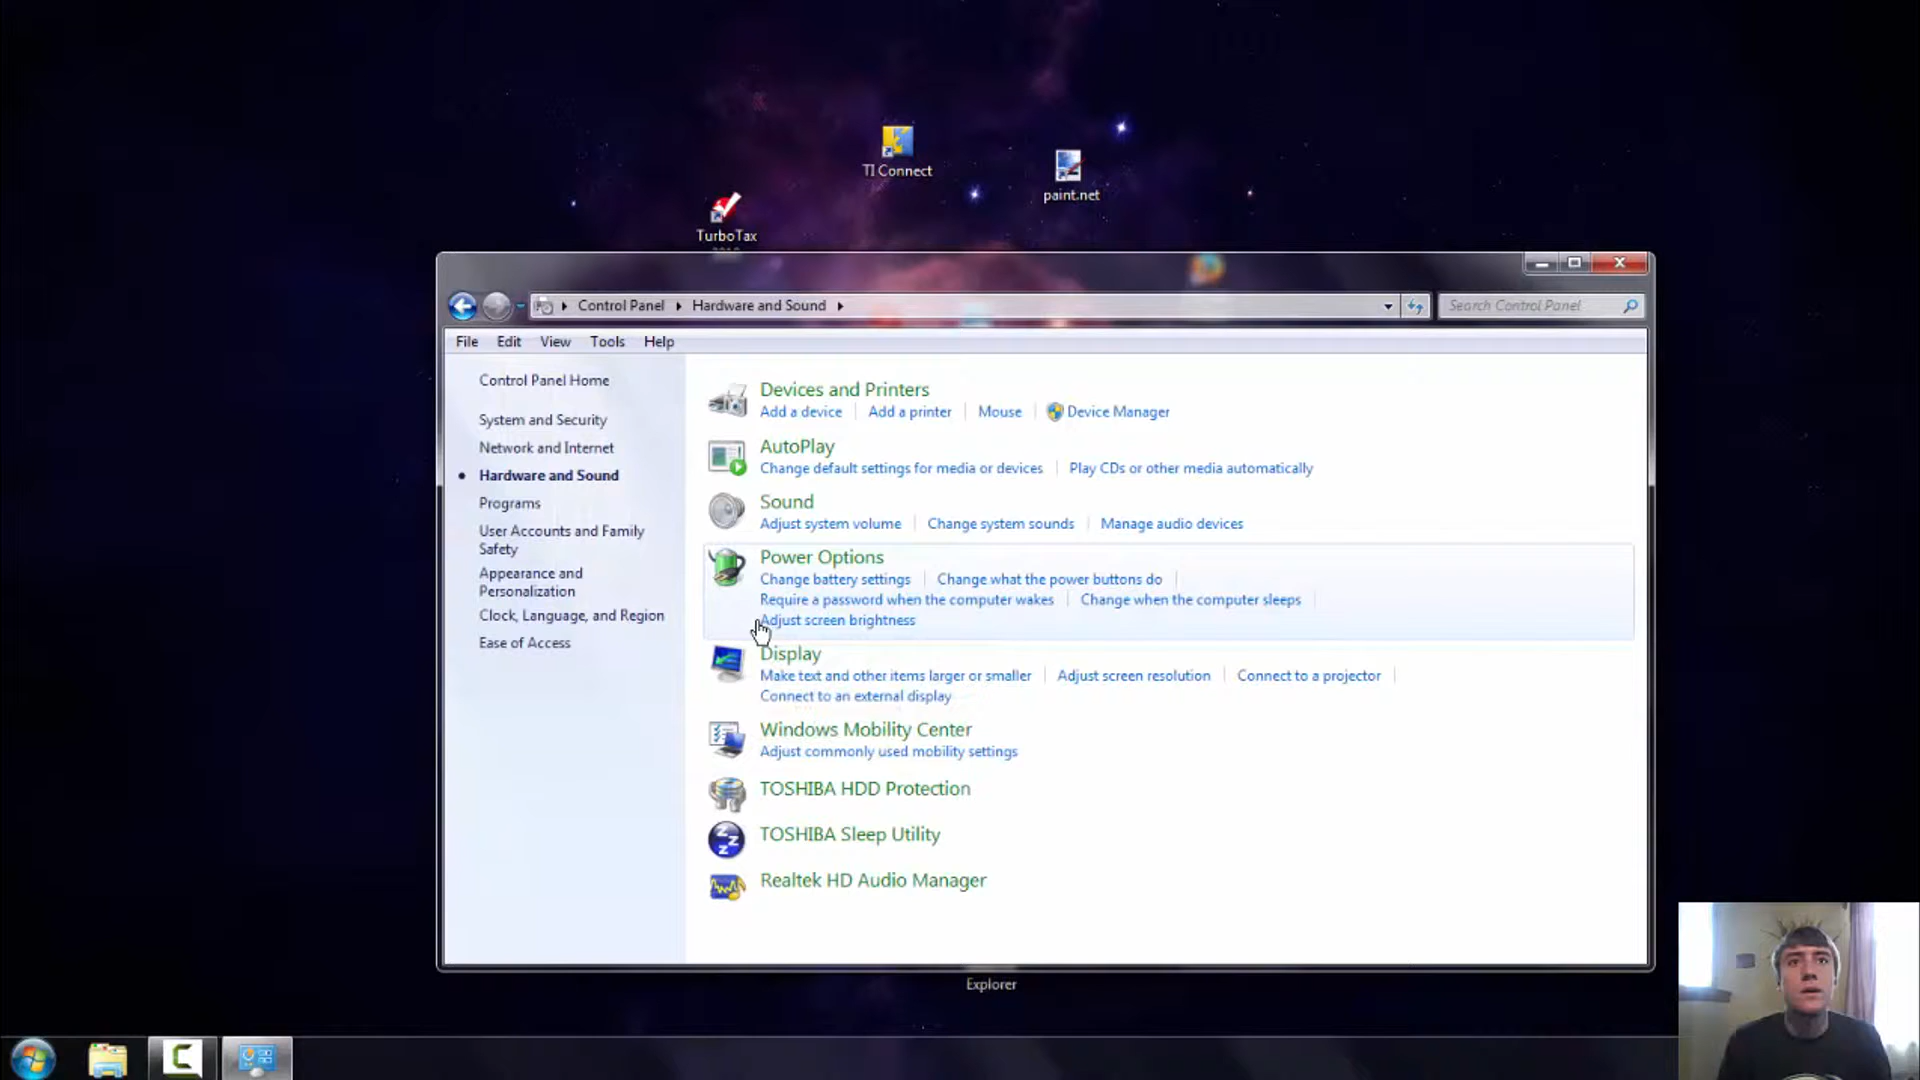 TI Connect
paint.net
TurboTax
Control Panel Hardware and Sound
Search Control Panel
File Edit View Tools Help
Control Panel Home
System and Security
Network and Internet
Hardware and Sound
Programs
User Accounts and Family
Safety
Appearance and
Personalization
Clock, Language, and Region
Ease of Access
Devices and Printers
Add a device Add a printer Mouse Device Manager
AutoPlay
Change default settings for media or devices Play CDs or other media automatically
Sound
Adjust system volume Change system sounds Manage audio devices
Power Options
Change battery settings Change what the power buttons do
Require a password when the computer wakes Change when the computer sleeps
Adjust screen brightness
Display
Make text and other items larger or smaller Adjust screen resolution Connect to a projector
Connect to an external display
Windows Mobility Center
Adjust commonly used mobility settings
TOSHIBA HDD Protection
TOSHIBA Sleep Utility
Realtek HD Audio Manager
Explorer